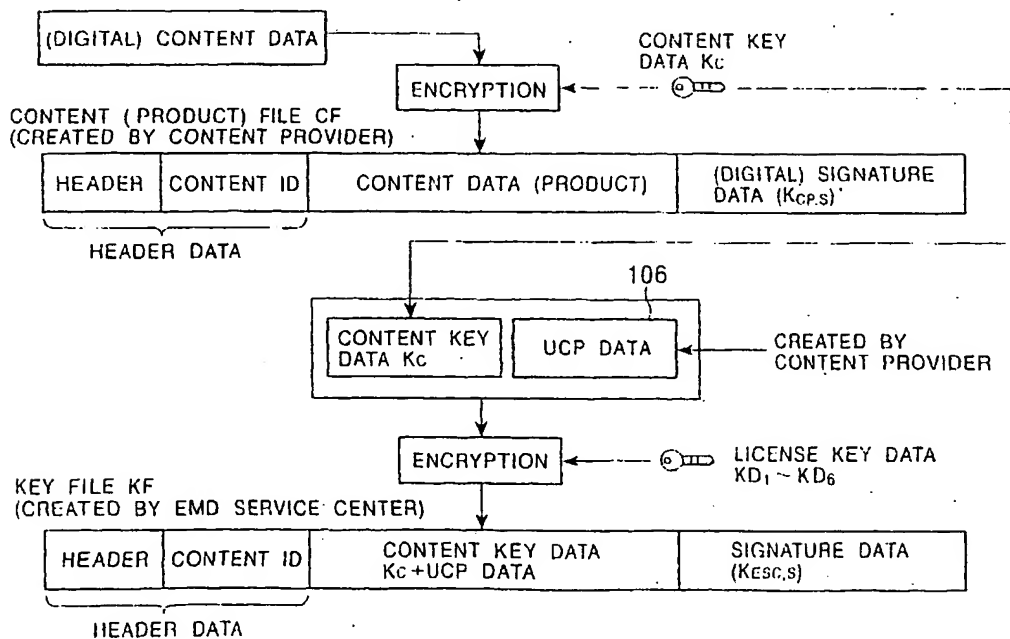 (DIGITAL) CONTENT DATA
CONTENT KEY
DATA Kc
ENCRYPTION
CONTENT (PRODUCT) FILE CF
(CREATED BY CONTENT PROVIDER)
HEADER
CONTENT ID
CONTENT DATA (PRODUCT)
(DIGITAL) SIGNATURE
DATA (KCP,S)
HEADER DATA
106
CONTENT KEY
DATA Kc
UCP DATA
CREATED BY
CONTENT PROVIDER
ENCRYPTION
LICENSE KEY DATA
KD1 ~ KD6
KEY FILE KF
(CREATED BY EMD SERVICE CENTER)
HEADER
CONTENT ID
CONTENT KEY DATA
Kc+UCP DATA
SIGNATURE DATA
(KESC,S)
HEADER DATA